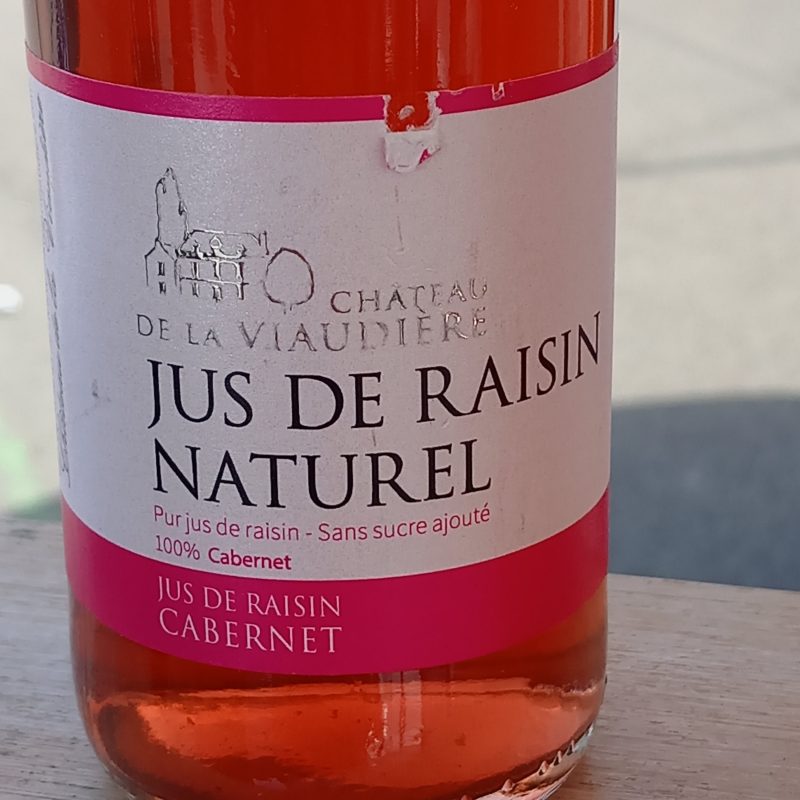 CHÂTEAU
DE LA VIAUDIÈRE
JUS DE RAISIN
NATUREL
Pur jus de raisin - Sans sucre ajouté
100% Cabernet
JUS DE RAISIN
CABERNET